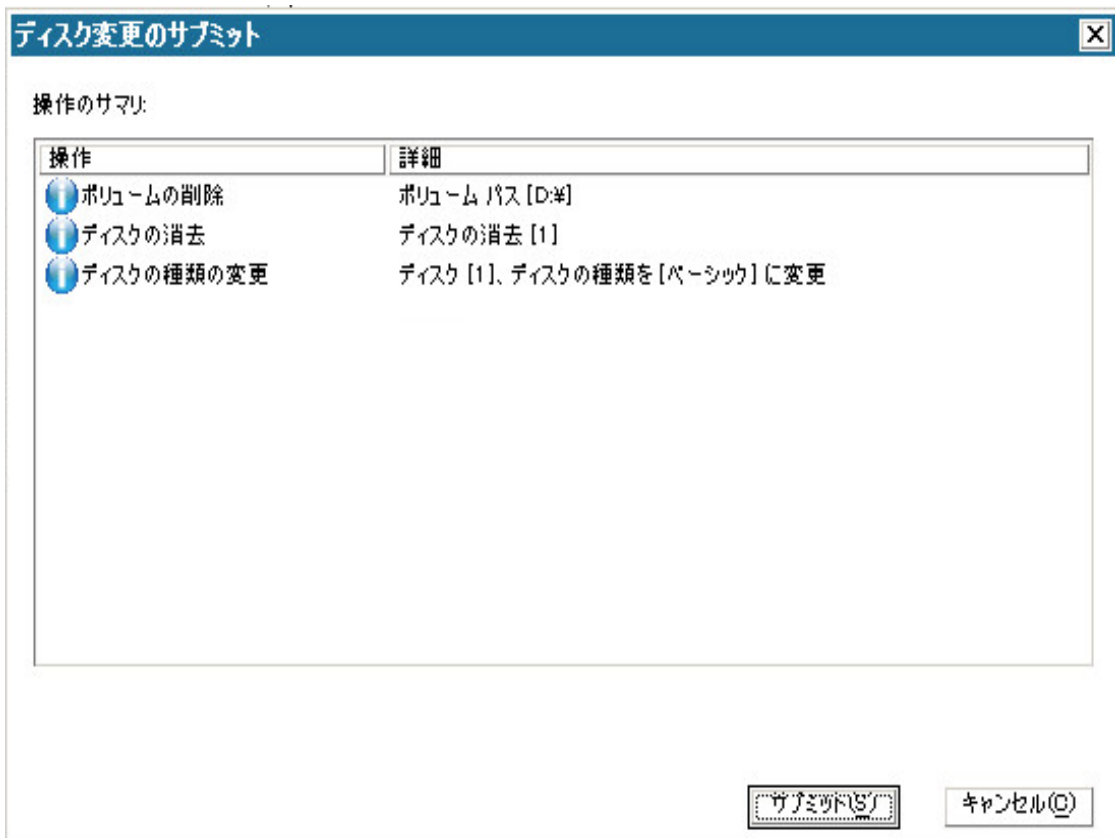 ディスク変更のサブミット
操作のサマリ:
操作 詳細
ボリュームの削除 ボリューム パス [D:¥]
ディスクの消去 ディスクの消去 [1]
ディスクの種類の変更 ディスク [1]、ディスクの種類を [ベーシック] に変更
サブミット(S) キャンセル(C)